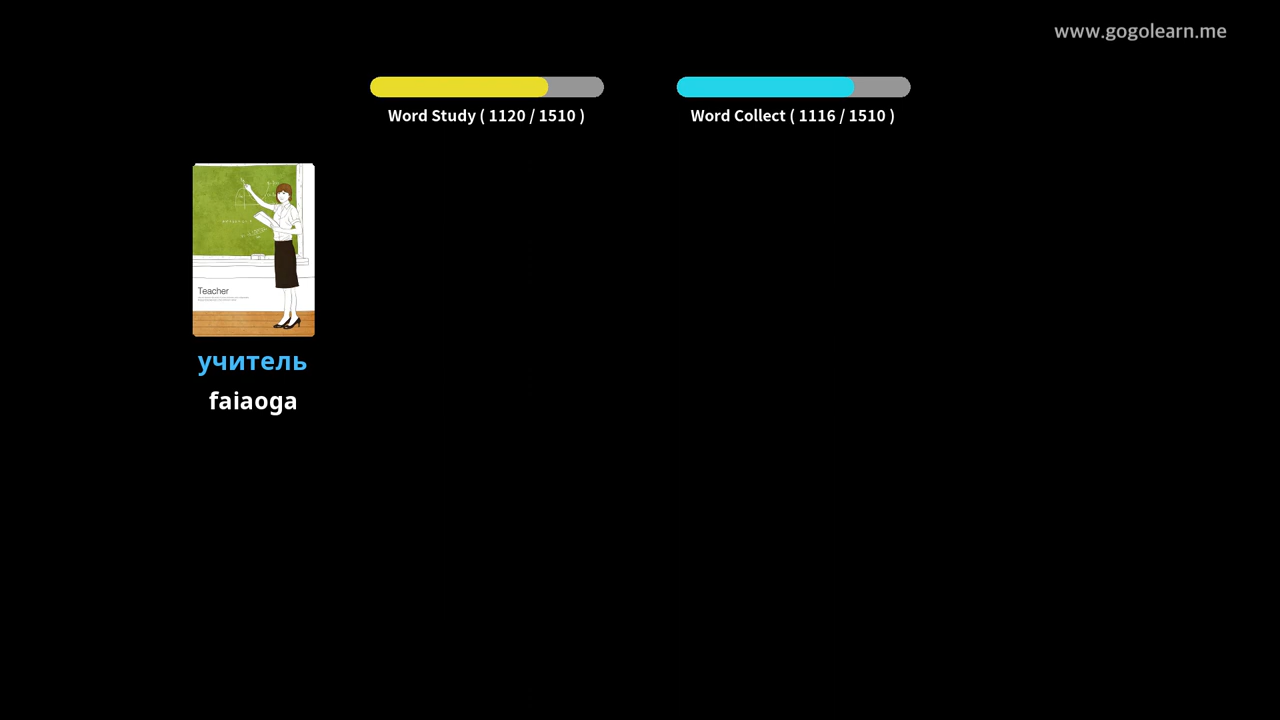 www.gogolearn.me
Word Study ( 1120 / 1510 )
Word Collect ( 1116 / 1510 )
Teacher
учитель
faiaoga